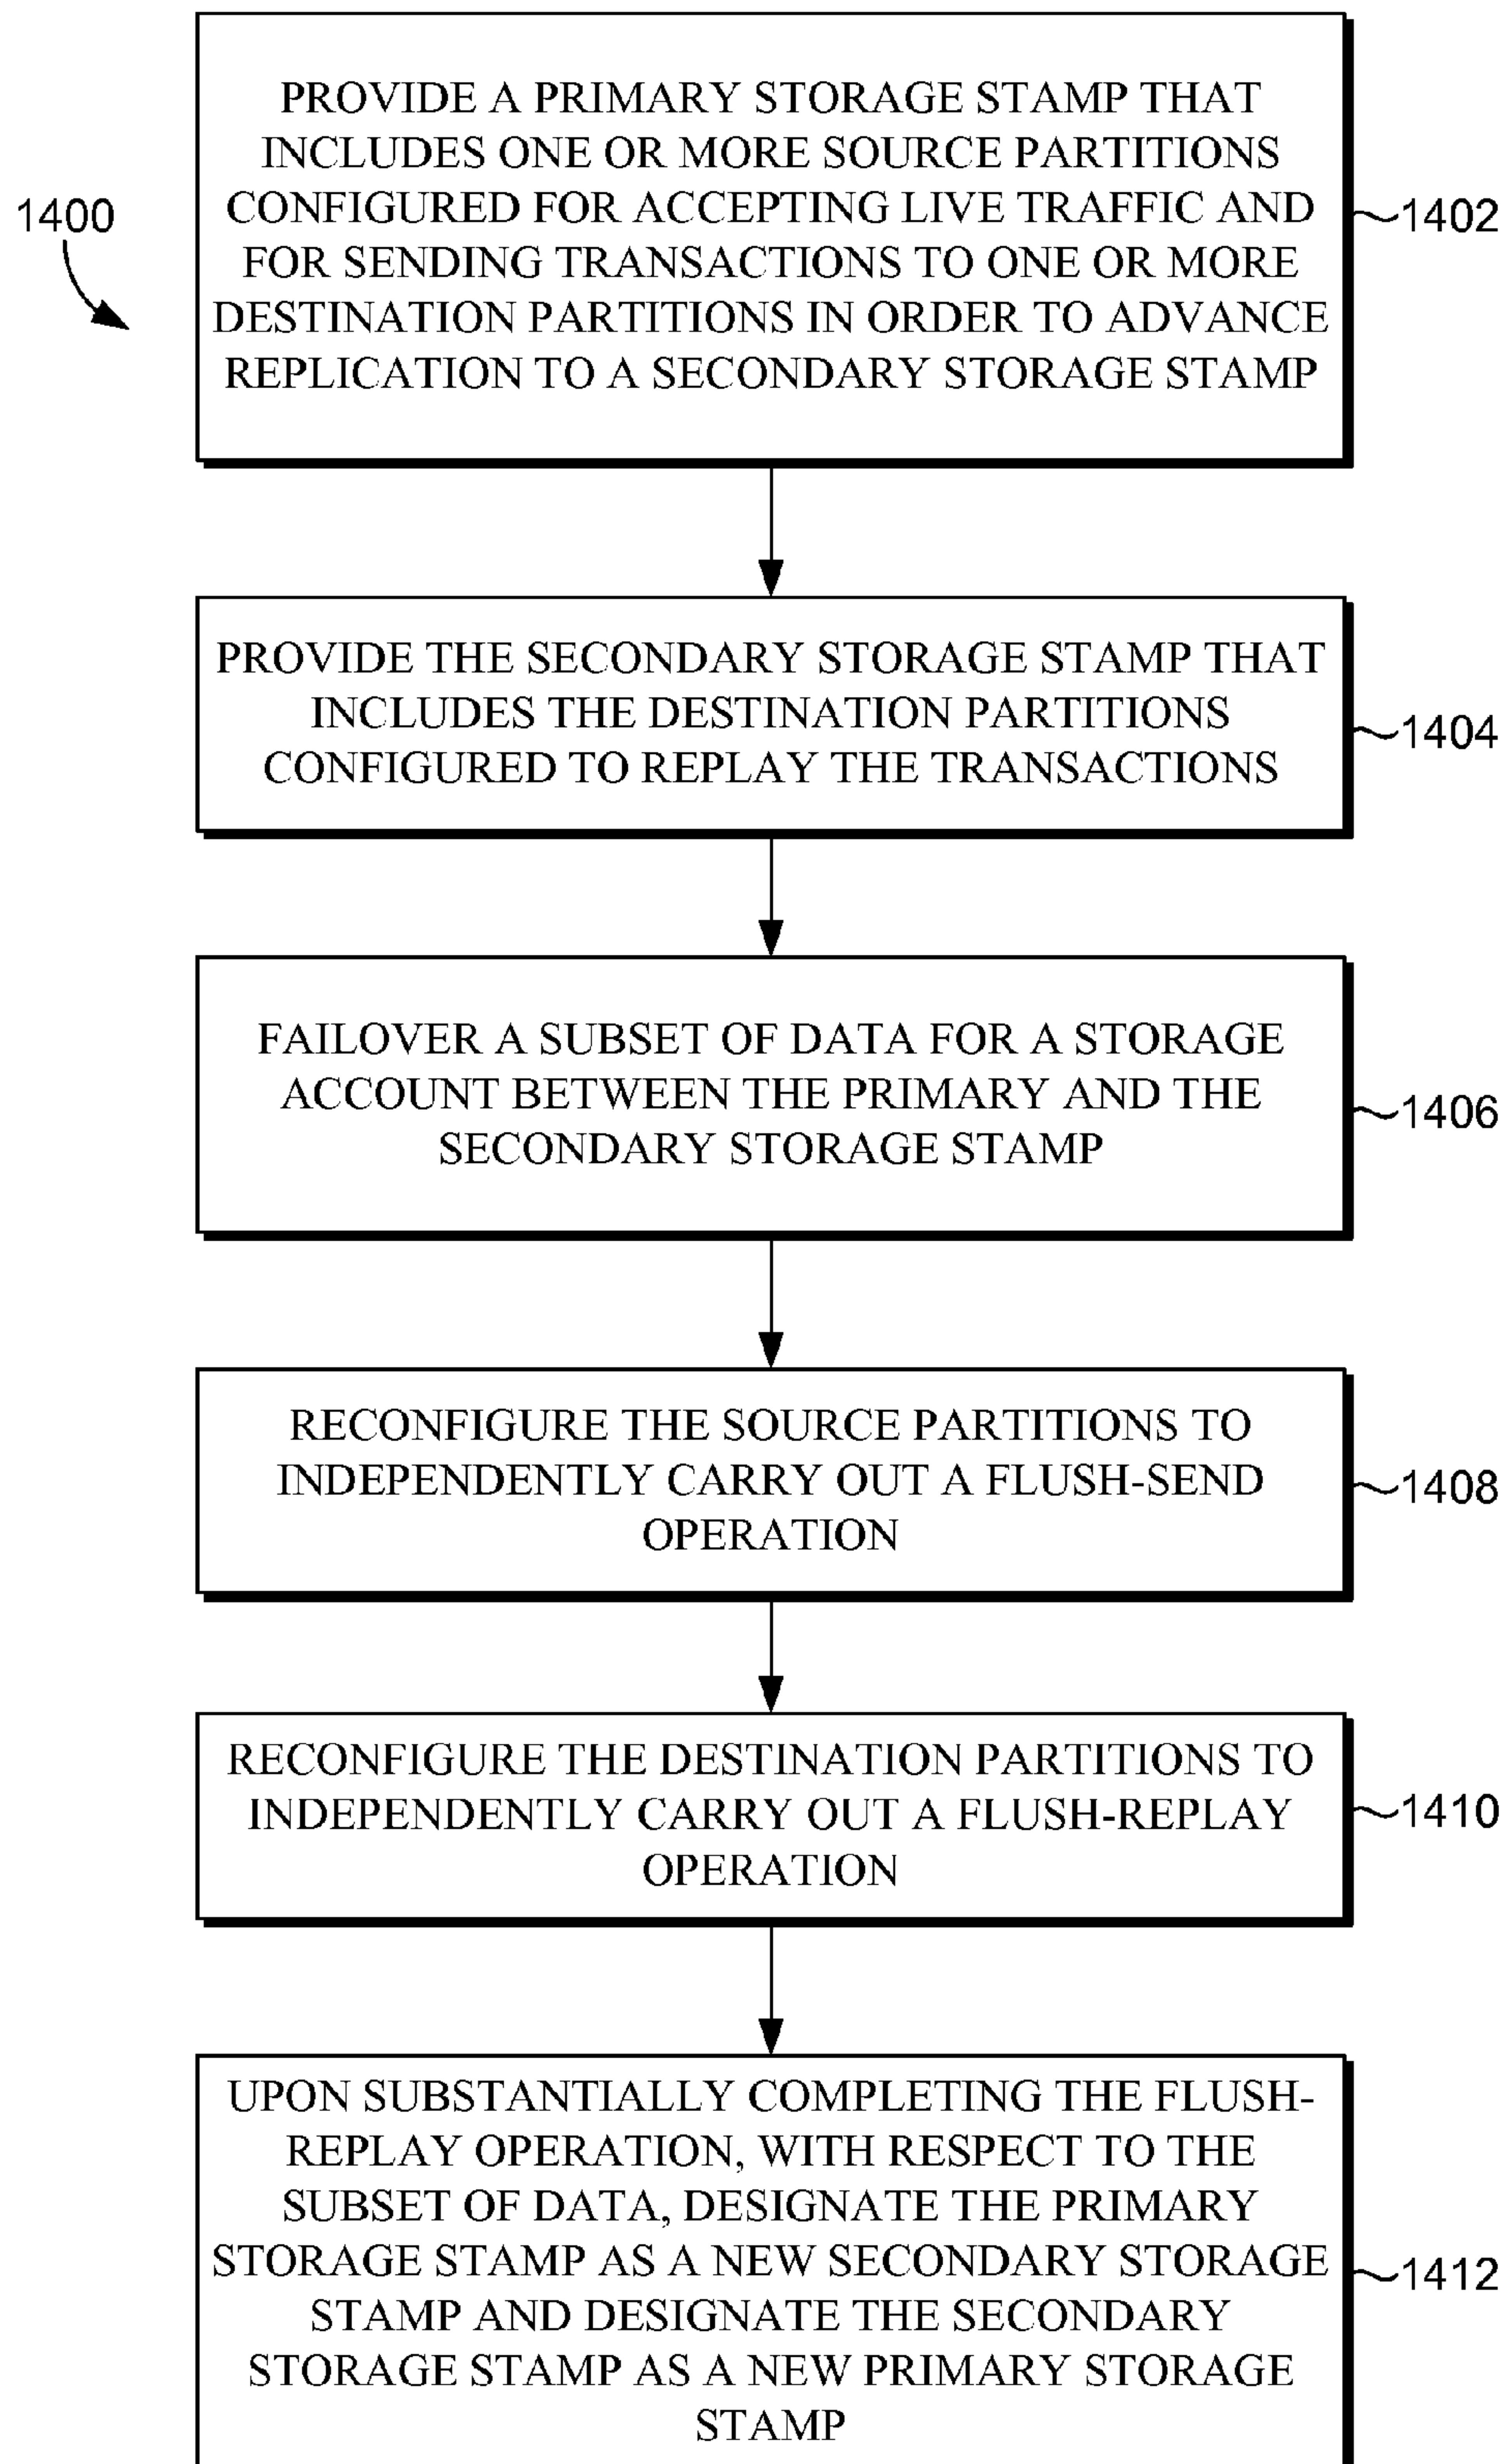 1400
PROVIDE A PRIMARY STORAGE STAMP THAT
INCLUDES ONE OR MORE SOURCE PARTITIONS
CONFIGURED FOR ACCEPTING LIVE TRAFFIC AND
FOR SENDING TRANSACTIONS TO ONE OR MORE
DESTINATION PARTITIONS IN ORDER TO ADVANCE
REPLICATION TO A SECONDARY STORAGE STAMP
1402
PROVIDE THE SECONDARY STORAGE STAMP THAT
INCLUDES THE DESTINATION PARTITIONS
CONFIGURED TO REPLAY THE TRANSACTIONS
1404
FAILOVER A SUBSET OF DATA FOR A STORAGE
ACCOUNT BETWEEN THE PRIMARY AND THE
SECONDARY STORAGE STAMP
1406
RECONFIGURE THE SOURCE PARTITIONS TO
INDEPENDENTLY CARRY OUT A FLUSH-SEND
OPERATION
1408
RECONFIGURE THE DESTINATION PARTITIONS TO
INDEPENDENTLY CARRY OUT A FLUSH-REPLAY
OPERATION
1410
UPON SUBSTANTIALLY COMPLETING THE FLUSH-
REPLAY OPERATION, WITH RESPECT TO THE
SUBSET OF DATA, DESIGNATE THE PRIMARY
STORAGE STAMP AS A NEW SECONDARY STORAGE
STAMP AND DESIGNATE THE SECONDARY
STORAGE STAMP AS A NEW PRIMARY STORAGE
STAMP
1412